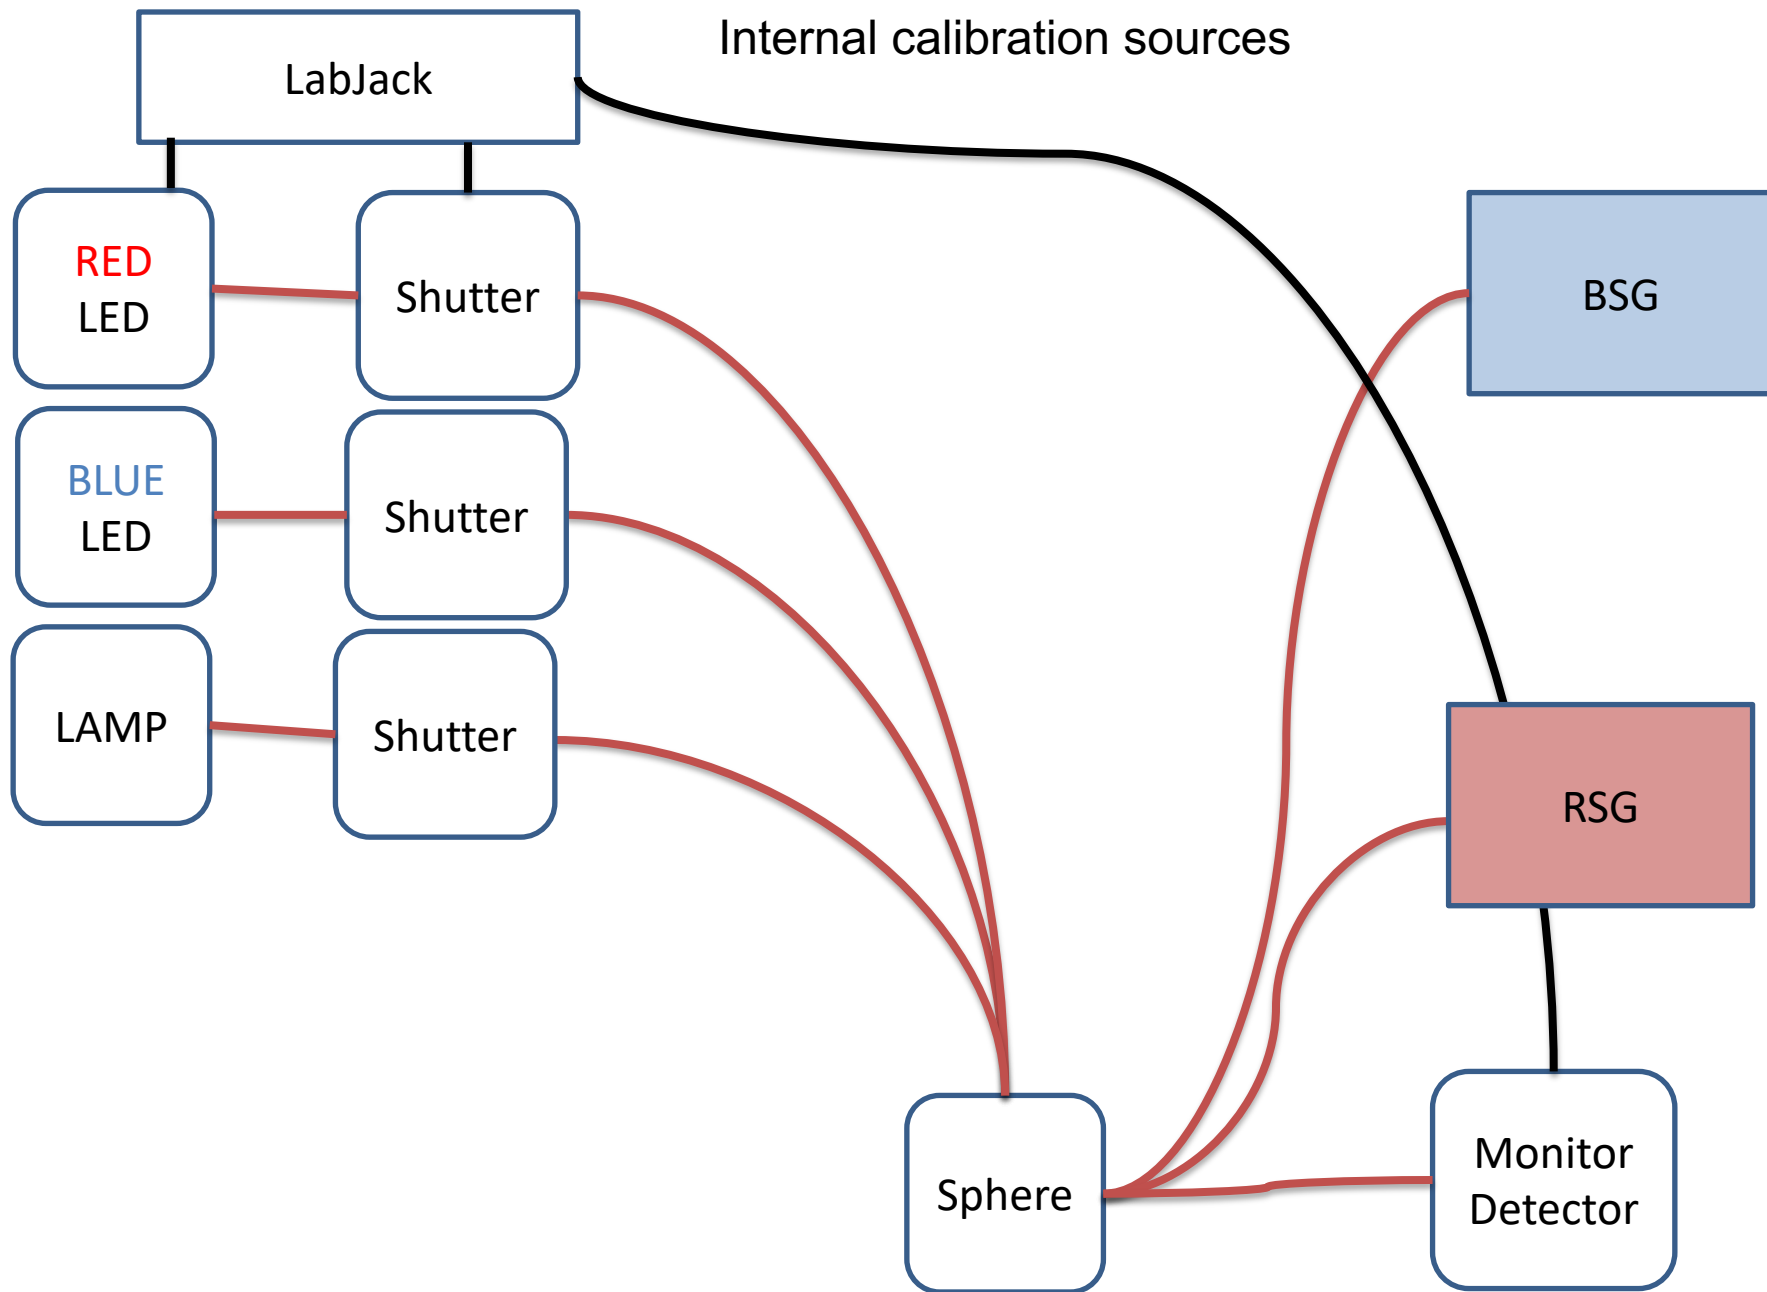 Internal calibration sources
LabJack
RED
LED
Shutter
BSG
BLUE
LED
Shutter
LAMP
Shutter
RSG
Sphere
Monitor
Detector